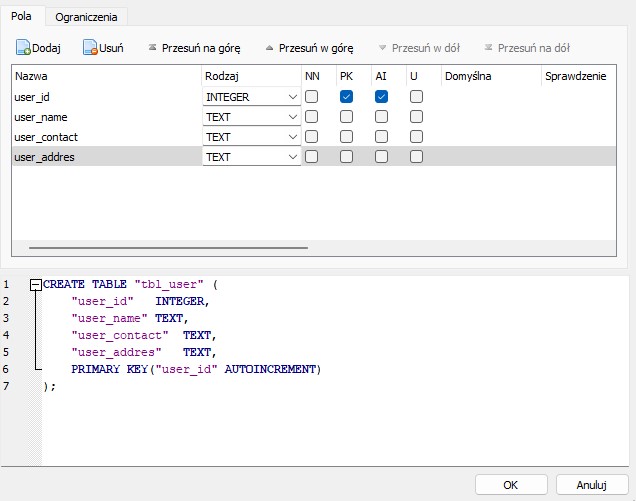 Pola Ograniczenia
Dodaj Usuń Przesuń na górę Przesuń w górę Przesuń w dół Przesuń na dół
Nazwa Rodzaj NN PK AI U Domyślna Sprawdzenie
user_id INTEGER
user_name TEXT
user_contact TEXT
user_addres TEXT
1 CREATE TABLE "tbl_user" (
2 "user_id" INTEGER,
3 "user_name" TEXT,
4 "user_contact" TEXT,
5 "user_addres" TEXT,
6 PRIMARY KEY("user_id" AUTOINCREMENT)
7 );
OK Anuluj